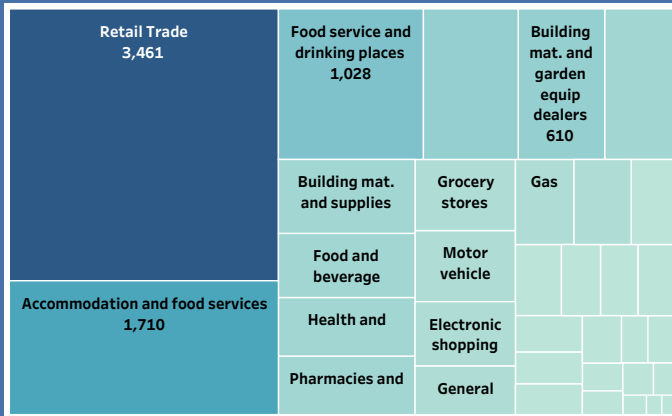 Retail Trade
3,461
Accommodation and food services
1,710
Food service and
drinking places
1,028
Building
mat. and
garden
equip
dealers
610
Building mat.
and supplies
Food and
beverage
Health and
Pharmacies and
Grocery
stores
Motor
vehicle
Electronic
shopping
General
Gas